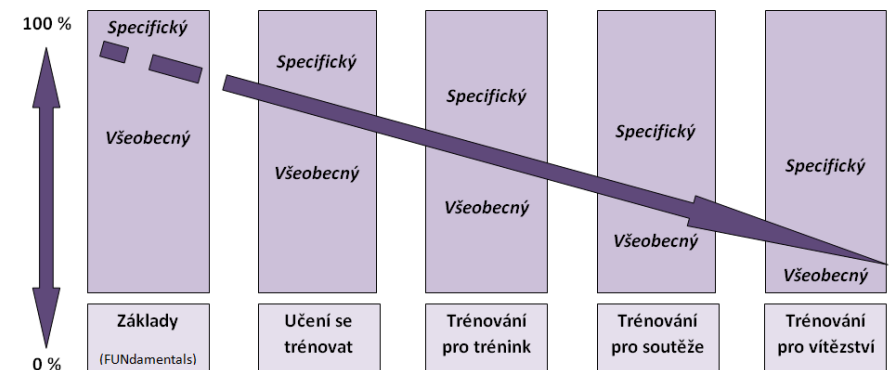 100 %
Specifický
Všeobecný
Specifický
Všeobecný
Specifický
Všeobecný
Specifický
Všeobecný
Specifický
Všeobecný
0 %
Základy
(FUNdamentals)
Učení se
trénovat
Trénování
pro trénink
Trénování
pro soutěže
Trénování
pro vítězství